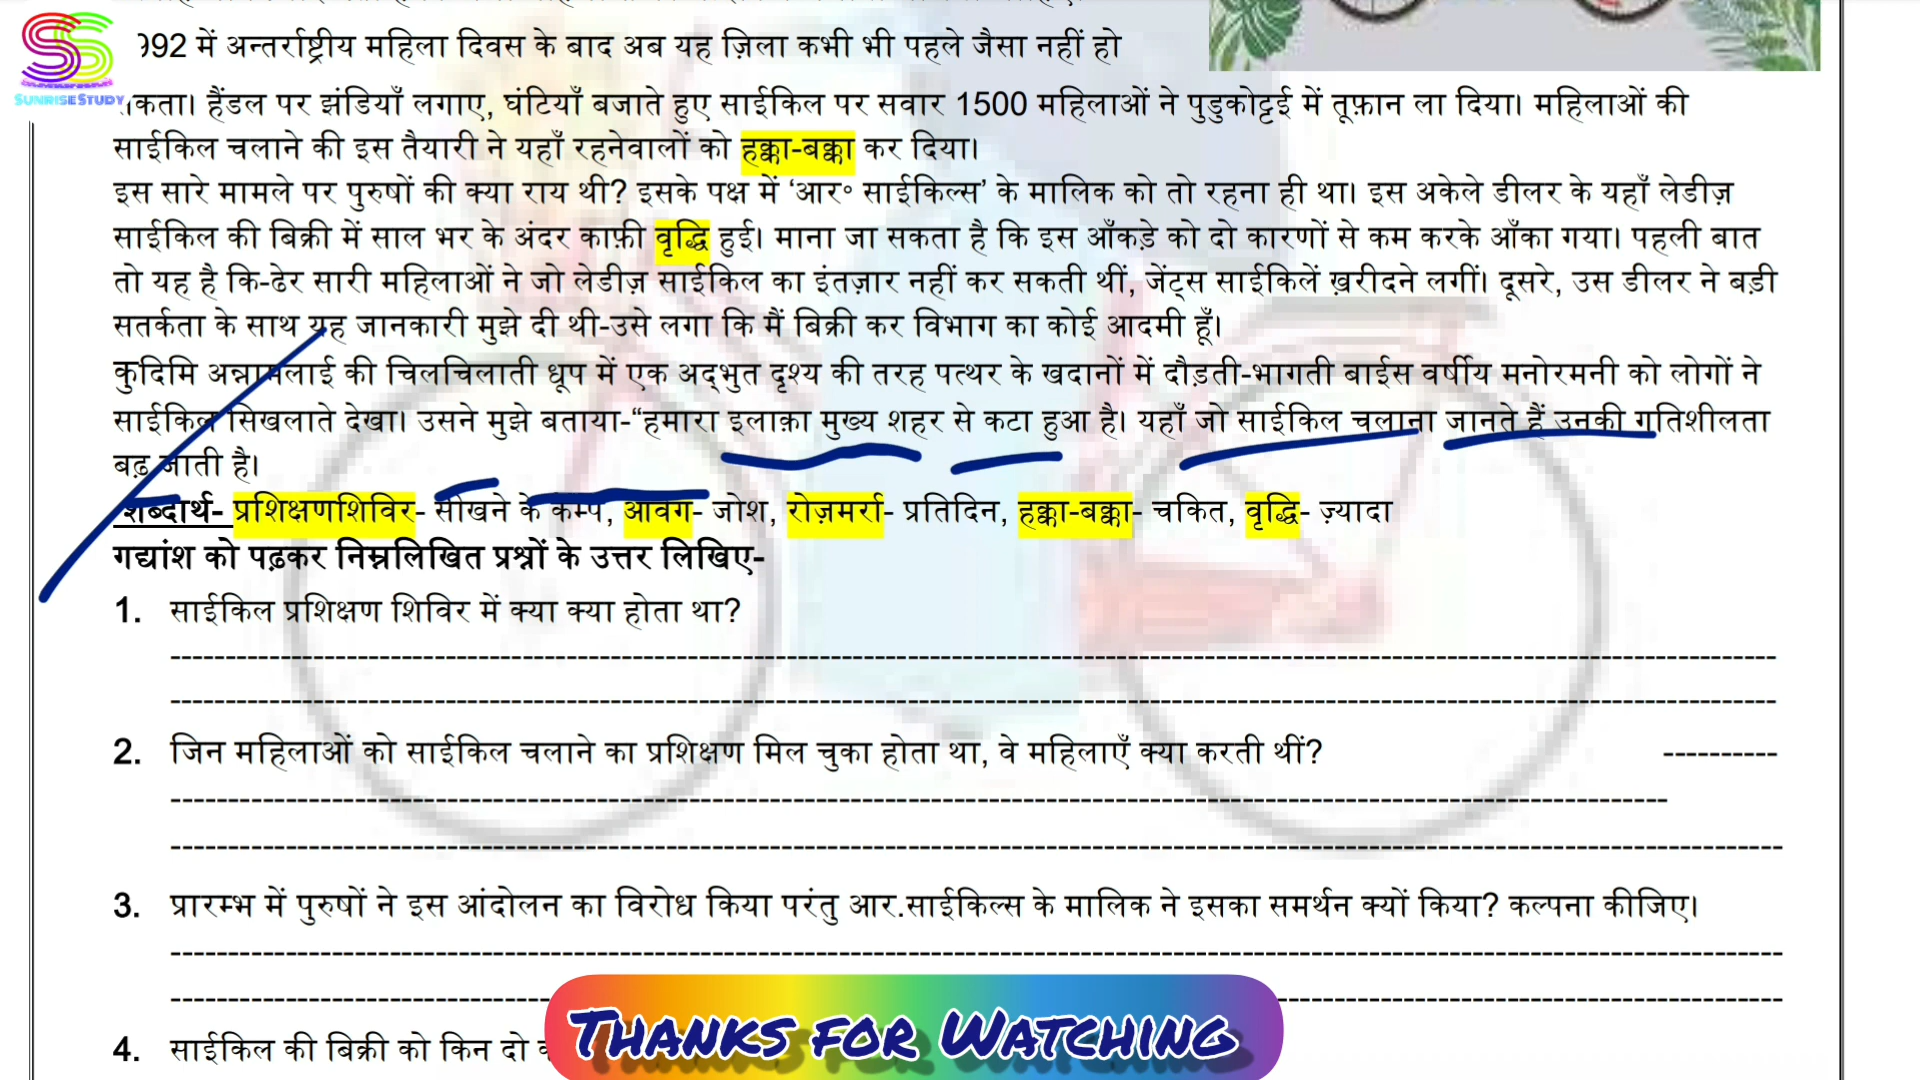 SUNRISE STUDY
992 में अन्तर्राष्ट्रीय महिला दिवस के बाद अब यह ज़िला कभी भी पहले जैसा नहीं हो
कता। हैंडल पर झंडियाँ लगाए, घंटियाँ बजाते हुए साईकिल पर सवार 1500 महिलाओं ने पुडुकोट्टई में तूफ़ान ला दिया। महिलाओं की
साईकिल चलाने की इस तैयारी ने यहाँ रहनेवालों को हक्का-बक्का कर दिया।
इस सारे मामले पर पुरुषों की क्या राय थी? इसके पक्ष में ‘आर॰ साईकिल्स’ के मालिक को तो रहना ही था। इस अकेले डीलर के यहाँ लेडीज़
साईकिल की बिक्री में साल भर के अंदर काफ़ी वृद्धि हुई। माना जा सकता है कि इस आँकड़े को दो कारणों से कम करके आँका गया। पहली बात
तो यह है कि-ढेर सारी महिलाओं ने जो लेडीज़ साईकिल का इंतज़ार नहीं कर सकती थीं, जेंट्स साईकिलें ख़रीदने लगीं। दूसरे, उस डीलर ने बड़ी
सतर्कता के साथ यह जानकारी मुझे दी थी-उसे लगा कि मैं बिक्री कर विभाग का कोई आदमी हूँ।
कुदिमि अन्नामलाई की चिलचिलाती धूप में एक अद्भुत दृश्य की तरह पत्थर के खदानों में दौड़ती-भागती बाईस वर्षीय मनोरमनी को लोगों ने
साईकिल सिखलाते देखा। उसने मुझे बताया-“हमारा इलाक़ा मुख्य शहर से कटा हुआ है। यहाँ जो साईकिल चलाना जानते हैं उनकी गतिशीलता
बढ़ जाती है।
शब्दार्थ- प्रशिक्षणशिविर- सीखने के कम्प, आवेग- जोश, रोज़मर्रा- प्रतिदिन, हक्का-बक्का- चकित, वृद्धि- ज़्यादा
गद्यांश को पढ़कर निम्नलिखित प्रश्नों के उत्तर लिखिए-
1. साईकिल प्रशिक्षण शिविर में क्या क्या होता था?
2. जिन महिलाओं को साईकिल चलाने का प्रशिक्षण मिल चुका होता था, वे महिलाएँ क्या करती थीं?
3. प्रारम्भ में पुरुषों ने इस आंदोलन का विरोध किया परंतु आर.साईकिल्स के मालिक ने इसका समर्थन क्यों किया? कल्पना कीजिए।
4. साईकिल की बिक्री को किन दो
THANKS FOR WATCHING